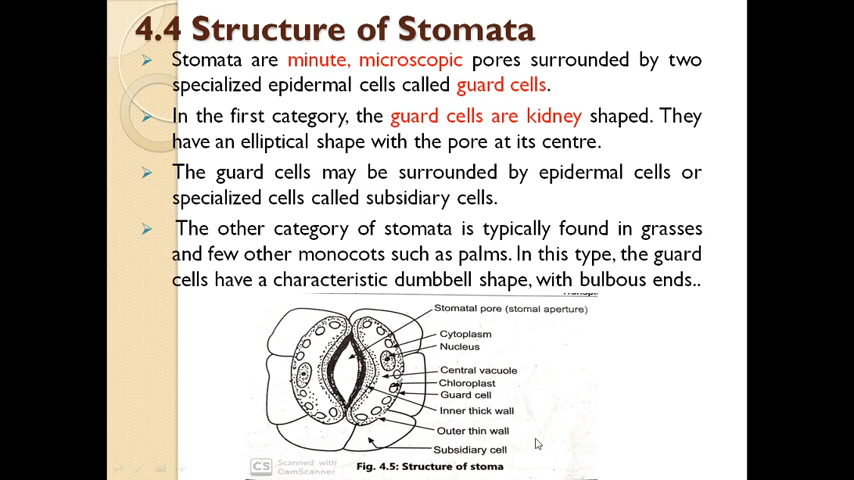 4.4 Structure of Stomata
Stomata are minute, microscopic pores surrounded by two
specialized epidermal cells called guard cells.
In the first category, the guard cells are kidney shaped. They
have an elliptical shape with the pore at its centre.
The guard cells may be surrounded by epidermal cells or
specialized cells called subsidiary cells.
The other category of stomata is typically found in grasses
and few other monocots such as palms. In this type, the guard
cells have a characteristic dumbbell shape, with bulbous ends..
Stomatal pore (stomal aperture)
Cytoplasm
Nucleus
Central vacuole
Chloroplast
Guard cell
Inner thick wall
Outer thin wall
Subsidiary cell
CS Scanned with
CamScanner
Fig. 4.5: Structure of stoma